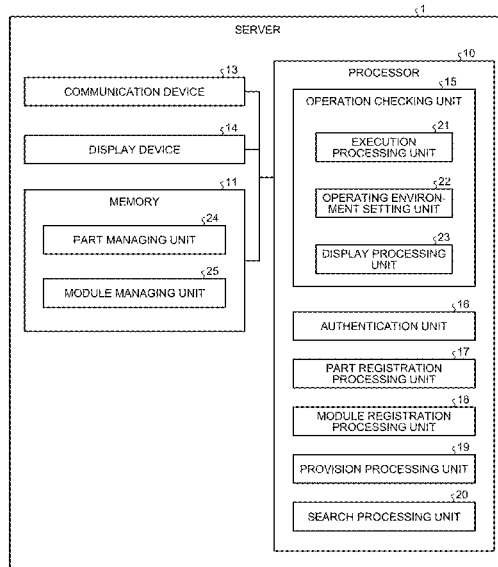 1
SERVER
13
COMMUNICATION DEVICE
14
DISPLAY DEVICE
11
MEMORY
24
PART MANAGING UNIT
25
MODULE MANAGING UNIT
10
PROCESSOR
15
OPERATION CHECKING UNIT
21
EXECUTION
PROCESSING UNIT
22
OPERATING ENVIRON-
MENT SETTING UNIT
23
DISPLAY PROCESSING
UNIT
16
AUTHENTICATION UNIT
17
PART REGISTRATION
PROCESSING UNIT
18
MODULE REGISTRATION
PROCESSING UNIT
19
PROVISION PROCESSING UNIT
20
SEARCH PROCESSING UNIT